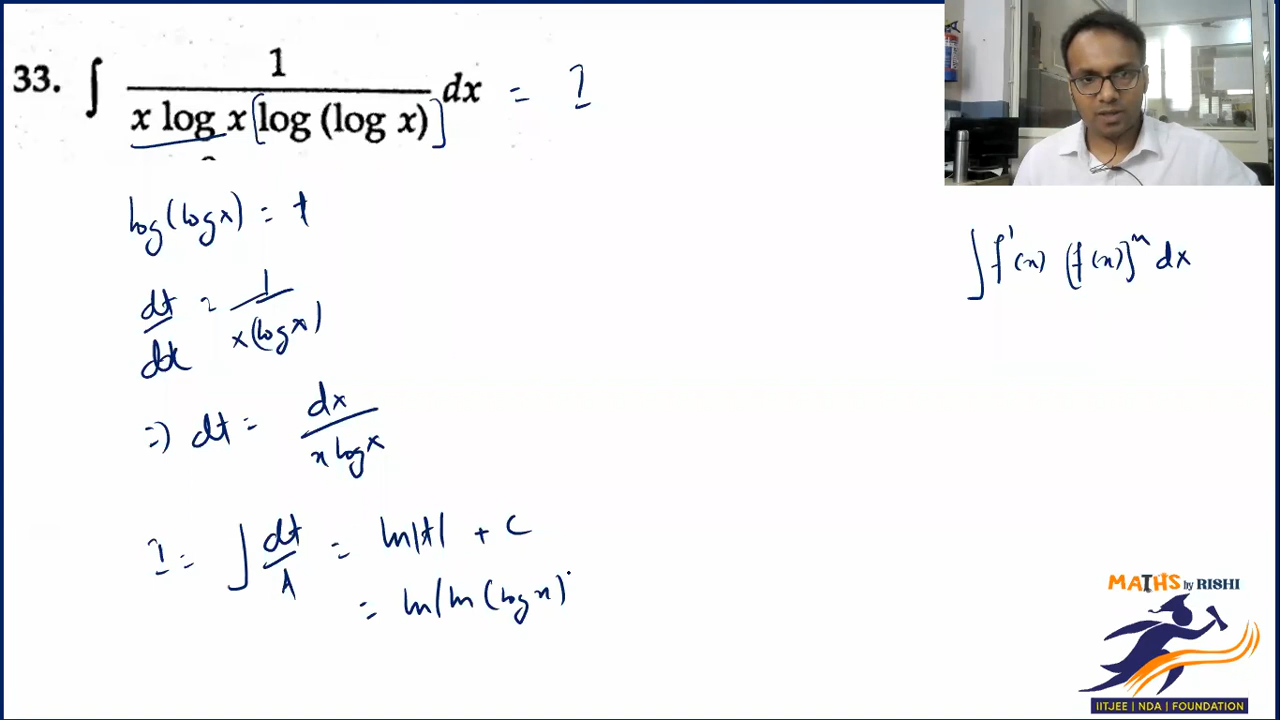 33. ∫ 1 / (x log x [log (log x)]) dx = I
log(log x) = t
dt/dx = 1/(x(log x))
∫ f'(x) (f(x))^n dx
⇒) dt = dx/(x log x)
I = ∫ dt/t = ln|t| + C
= ln|ln(log x)
MATHS by RISHI
IITJEE | NDA | FOUNDATION